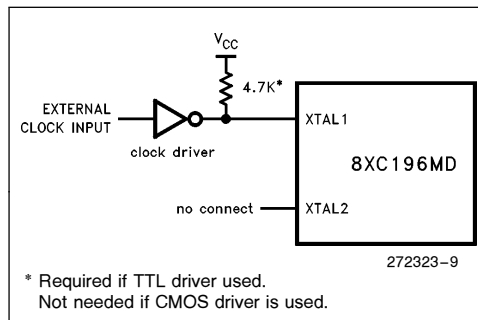 VCC
4.7K*
EXTERNAL
CLOCK INPUT
clock driver
XTAL1
8XC196MD
no connect
XTAL2
272323-9
* Required if TTL driver used.
Not needed if CMOS driver is used.